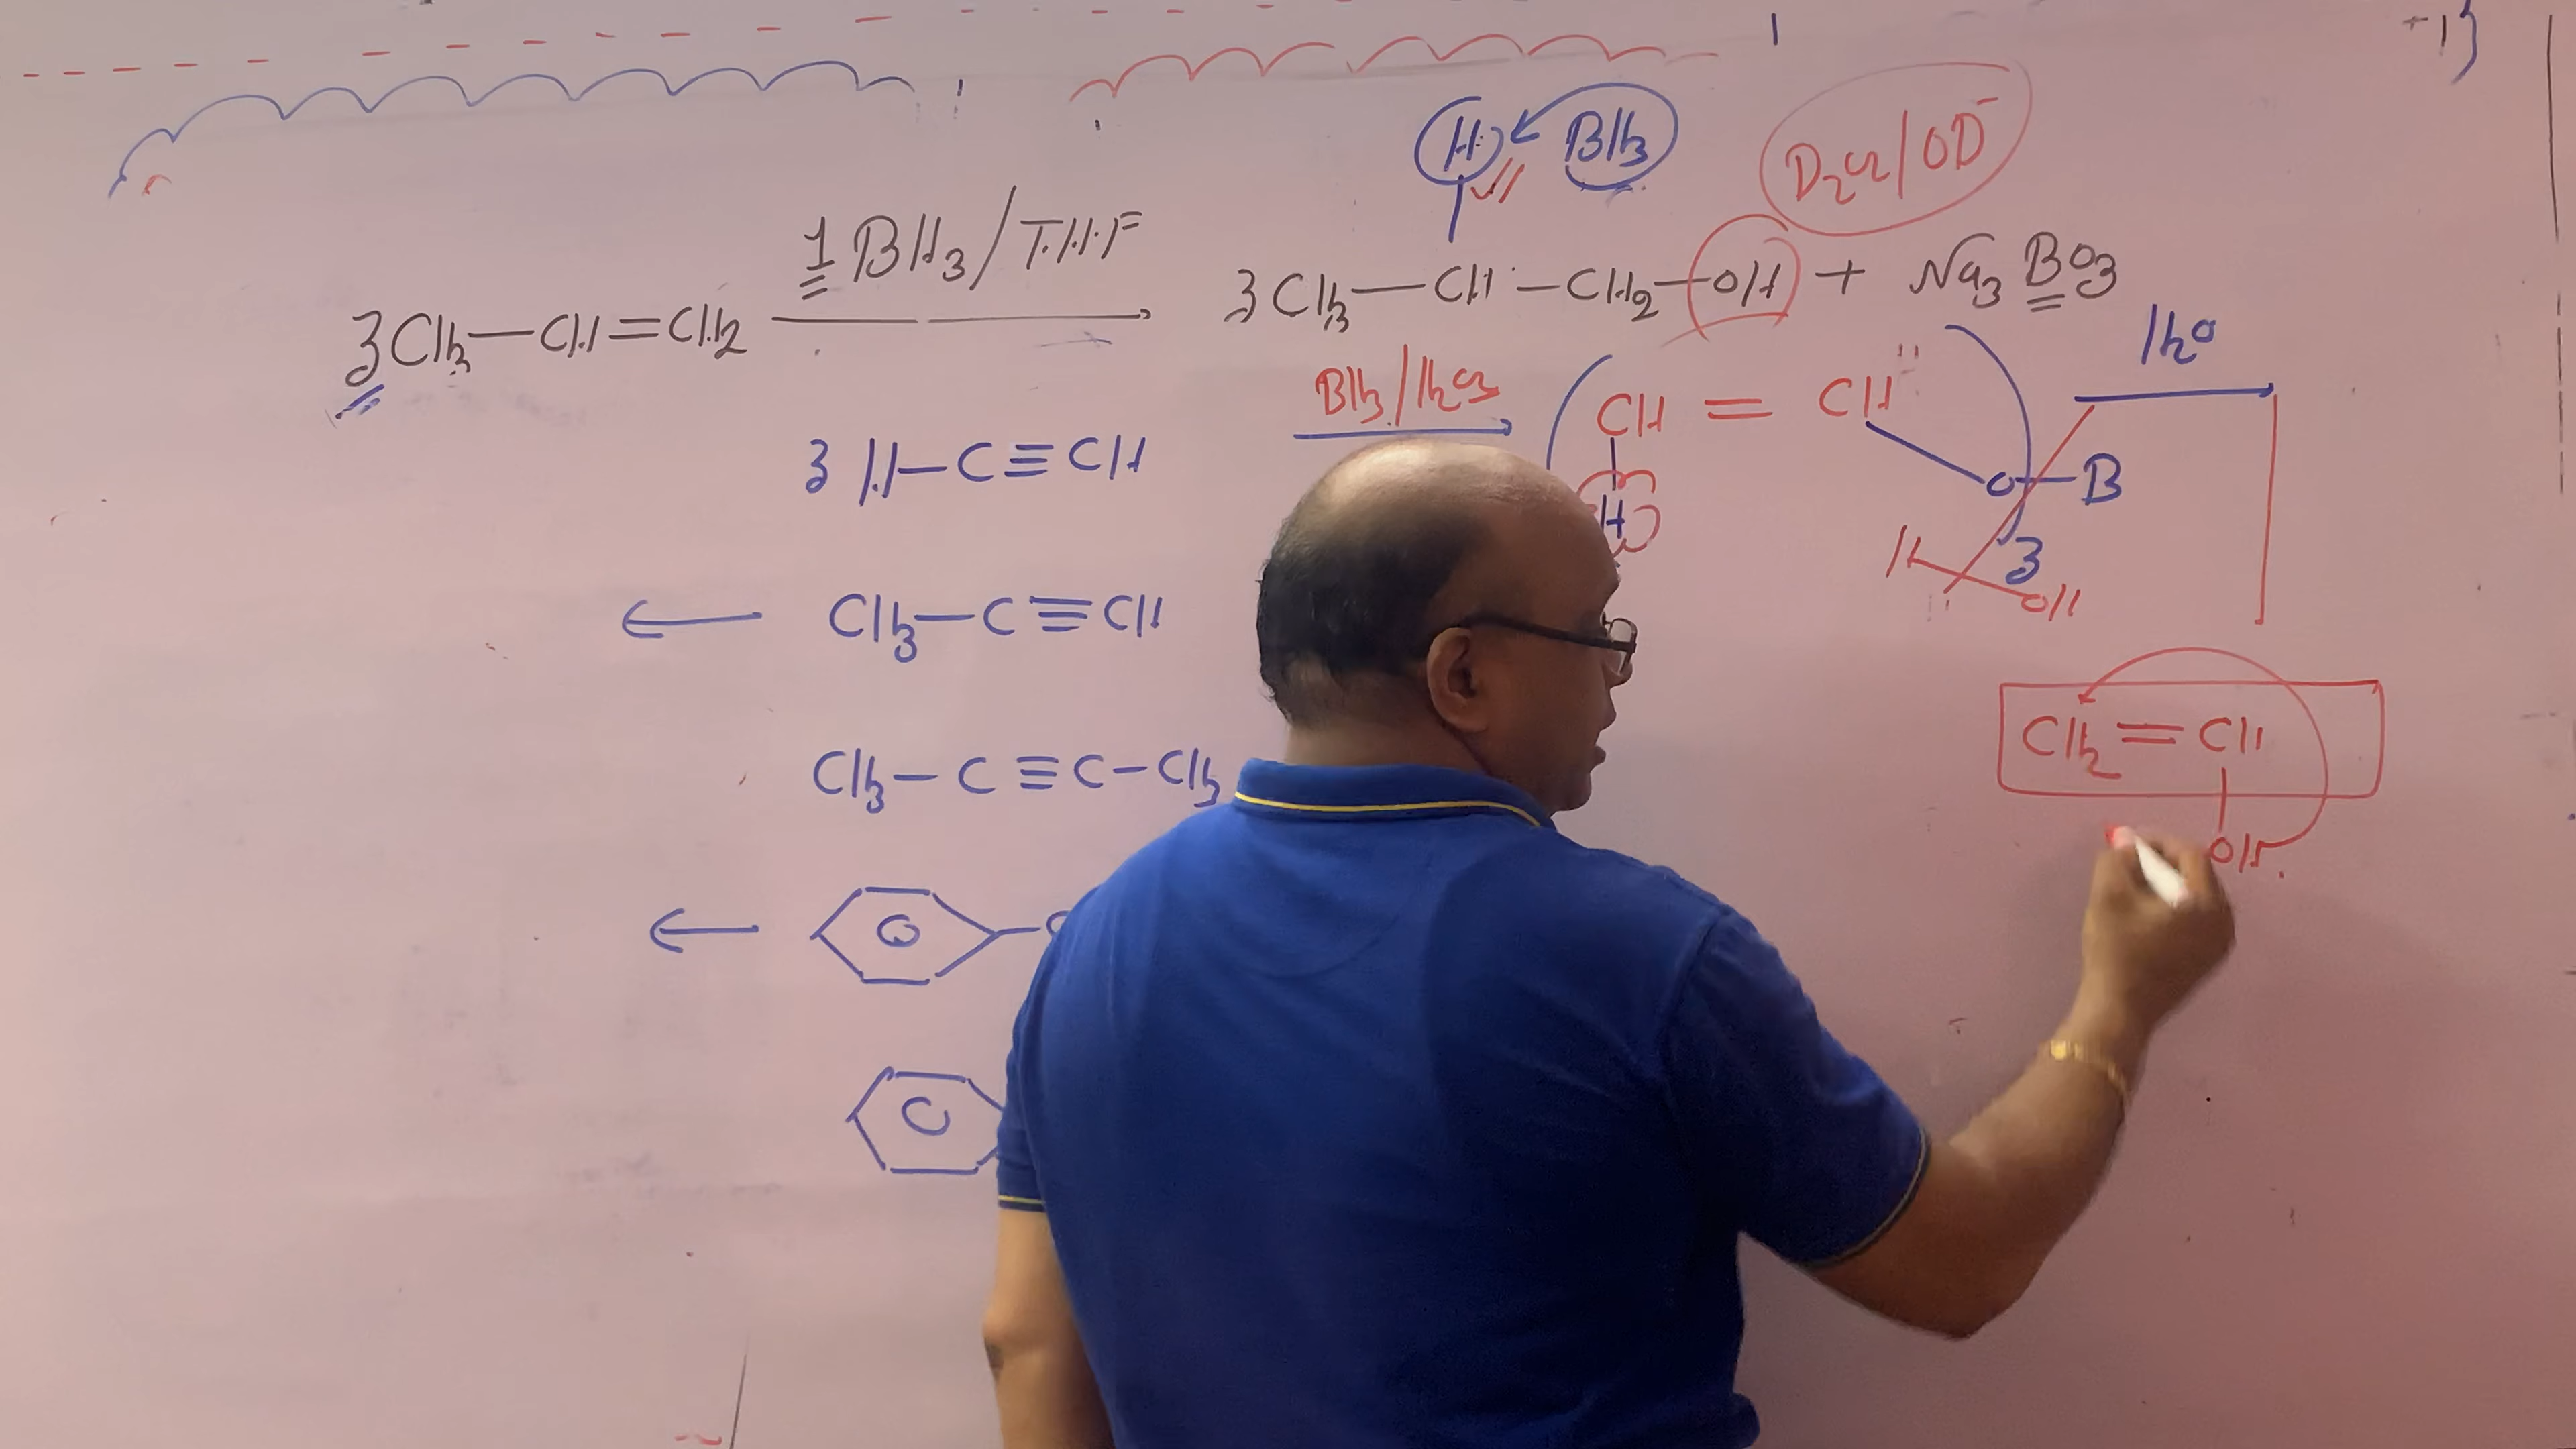 H BH3
D2O2/OD⁻
1 BH3/THF
3CH3—CH=CH2 3CH3—CH—CH2—OH + Na3BO3
H2O
BH3/H2O2
3 H—C≡CH CH = CH
O—B
H
3
H OH
CH3—C≡CH
CH2=CH
CH3—C≡C—CH3
OH